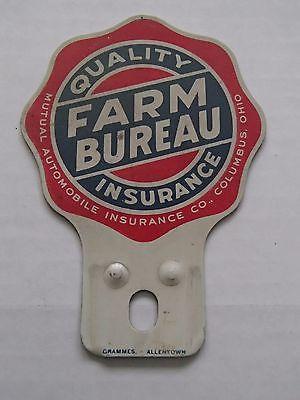 QUALITY
FARM
BUREAU
INSURANCE
MUTUAL AUTOMOBILE INSURANCE CO., COLUMBUS, OHIO
GRAMMES. - ALLENTOWN